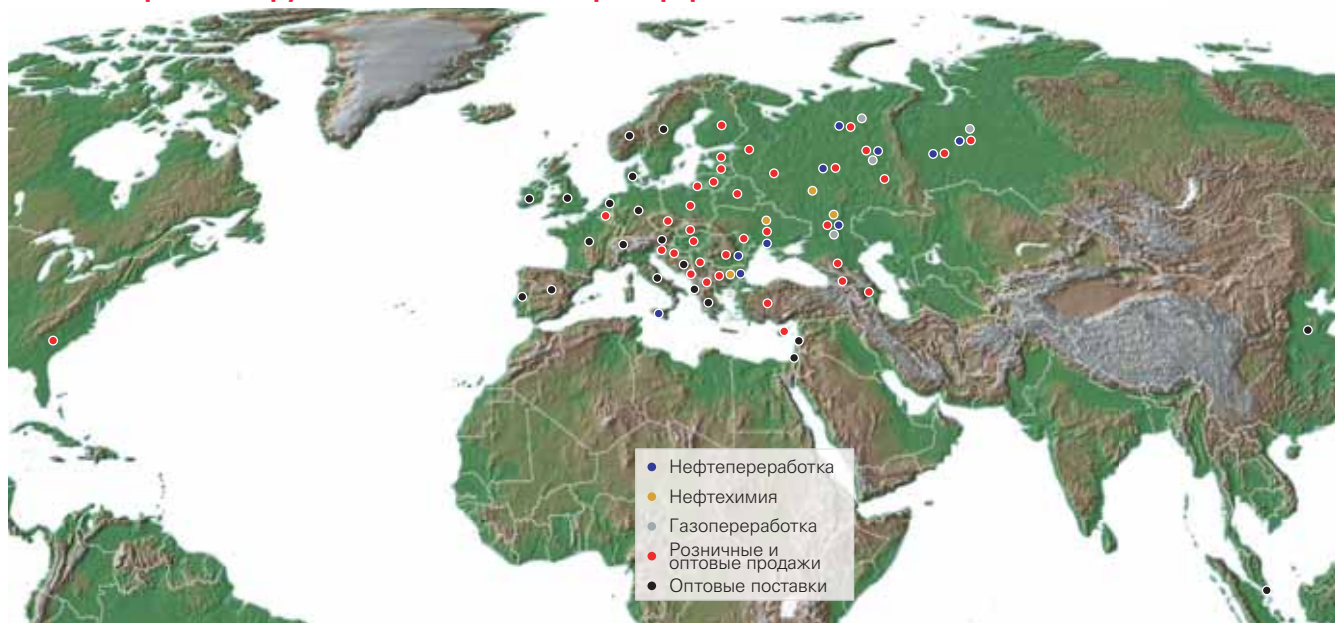 Нефтепереработка
Нефтехимия
Газопереработка
Розничные и
оптовые продажи
Оптовые поставки